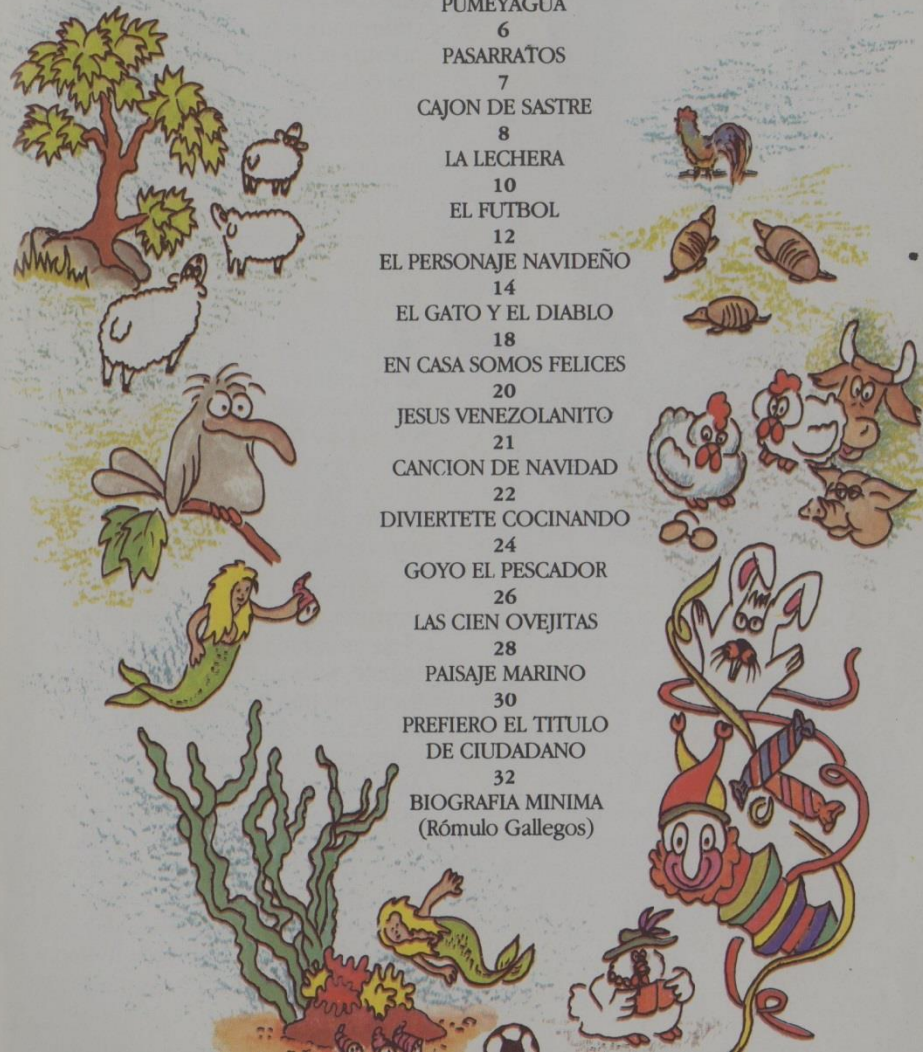 PUMEYAGUA
6
PASARRATOS
7
CAJON DE SASTRE
8
LA LECHERA
10
EL FUTBOL
12
EL PERSONAJE NAVIDEÑO
14
EL GATO Y EL DIABLO
18
EN CASA SOMOS FELICES
20
JESUS VENEZOLANITO
21
CANCION DE NAVIDAD
22
DIVIERTETE COCINANDO
24
GOYO EL PESCADOR
26
LAS CIEN OVEJITAS
28
PAISAJE MARINO
30
PREFIERO EL TITULO
DE CIUDADANO
32
BIOGRAFIA MINIMA
(Rómulo Gallegos)